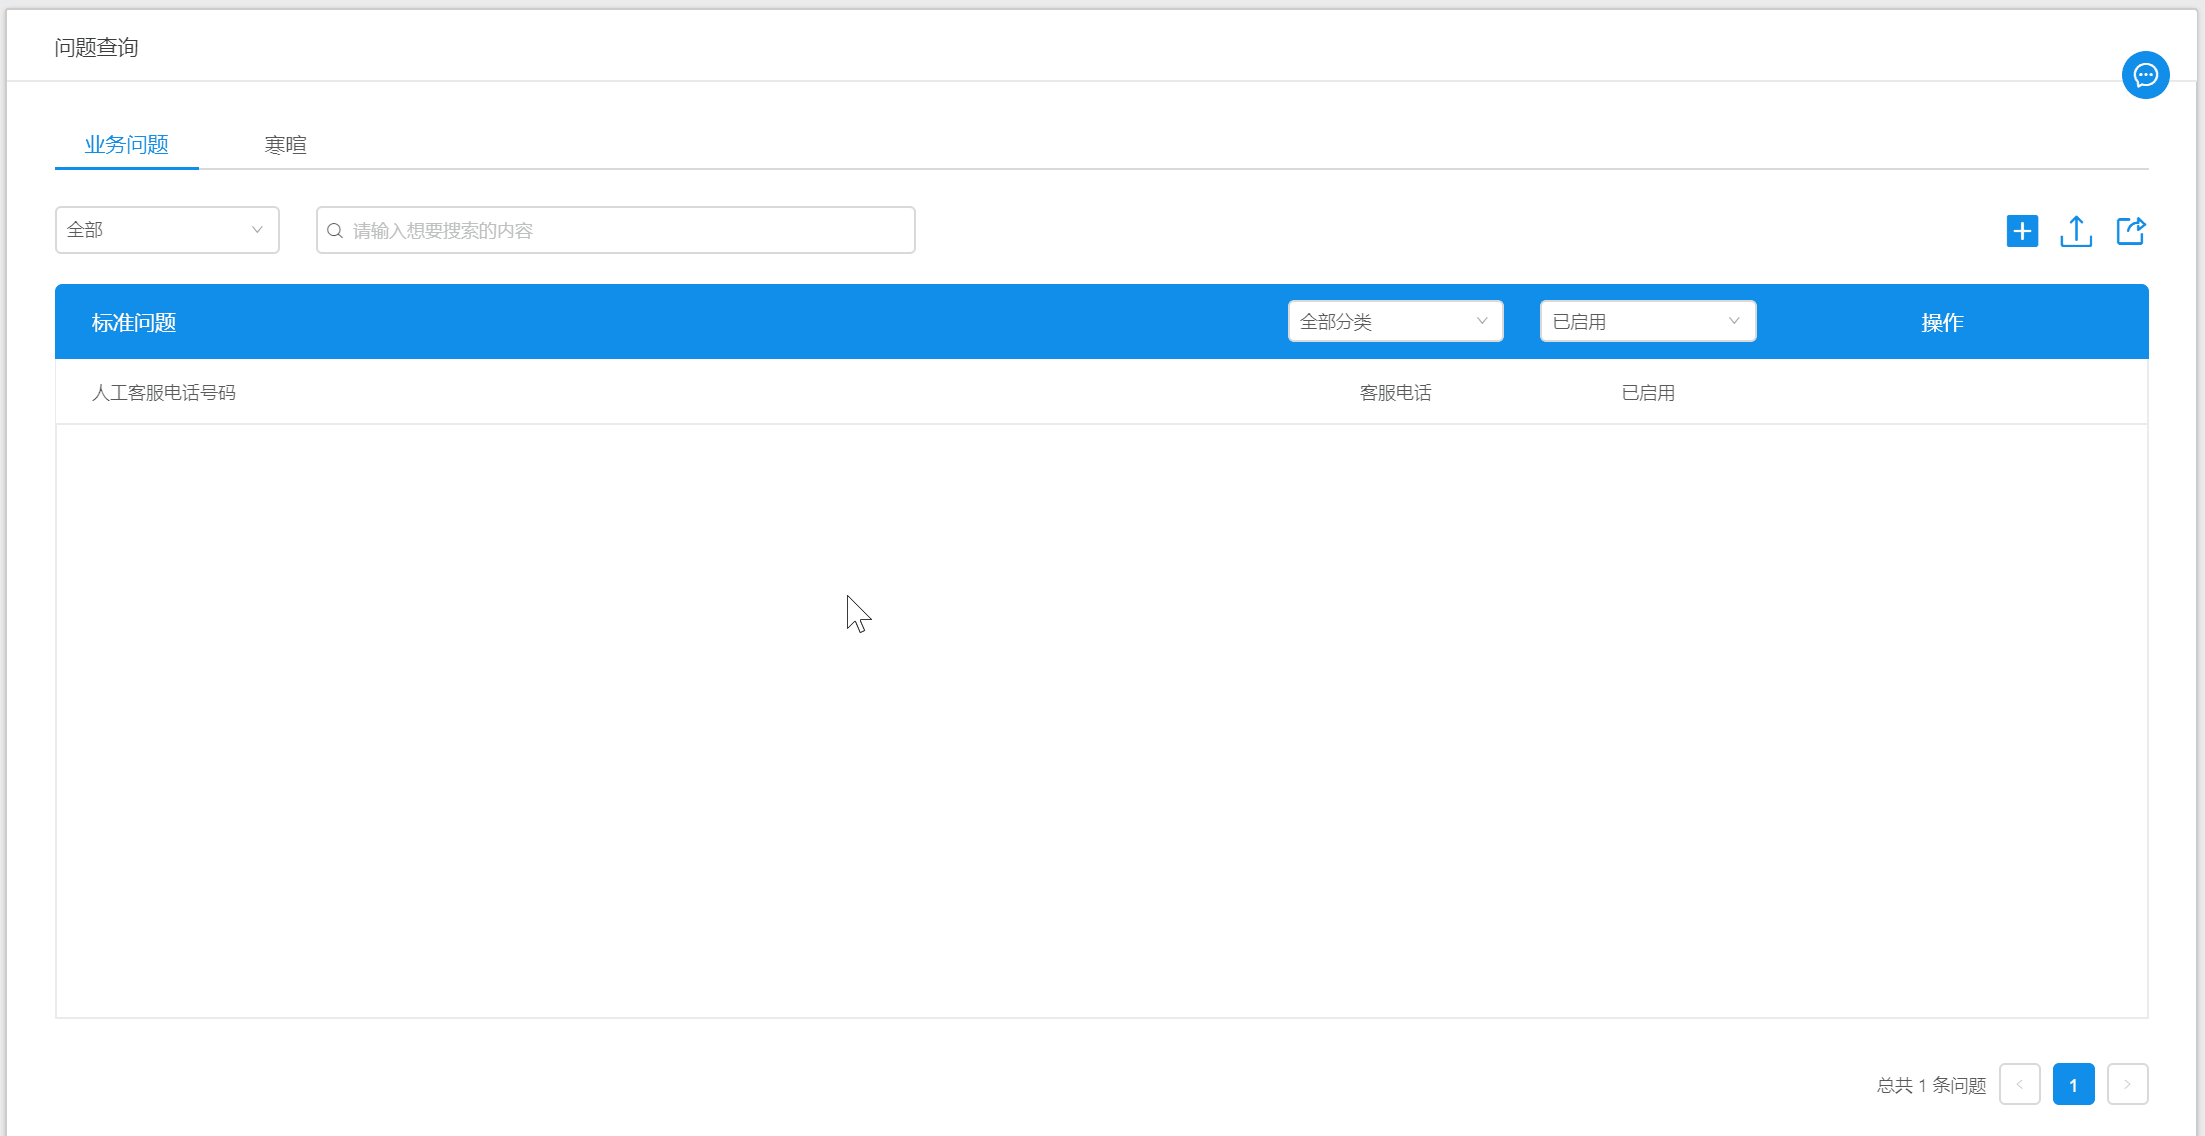 问题查询
业务问题 寒暄
全部 请输入想要搜索的内容
标准问题 全部分类 已启用 操作
人工客服电话号码 客服电话 已启用
总共 1 条问题 1